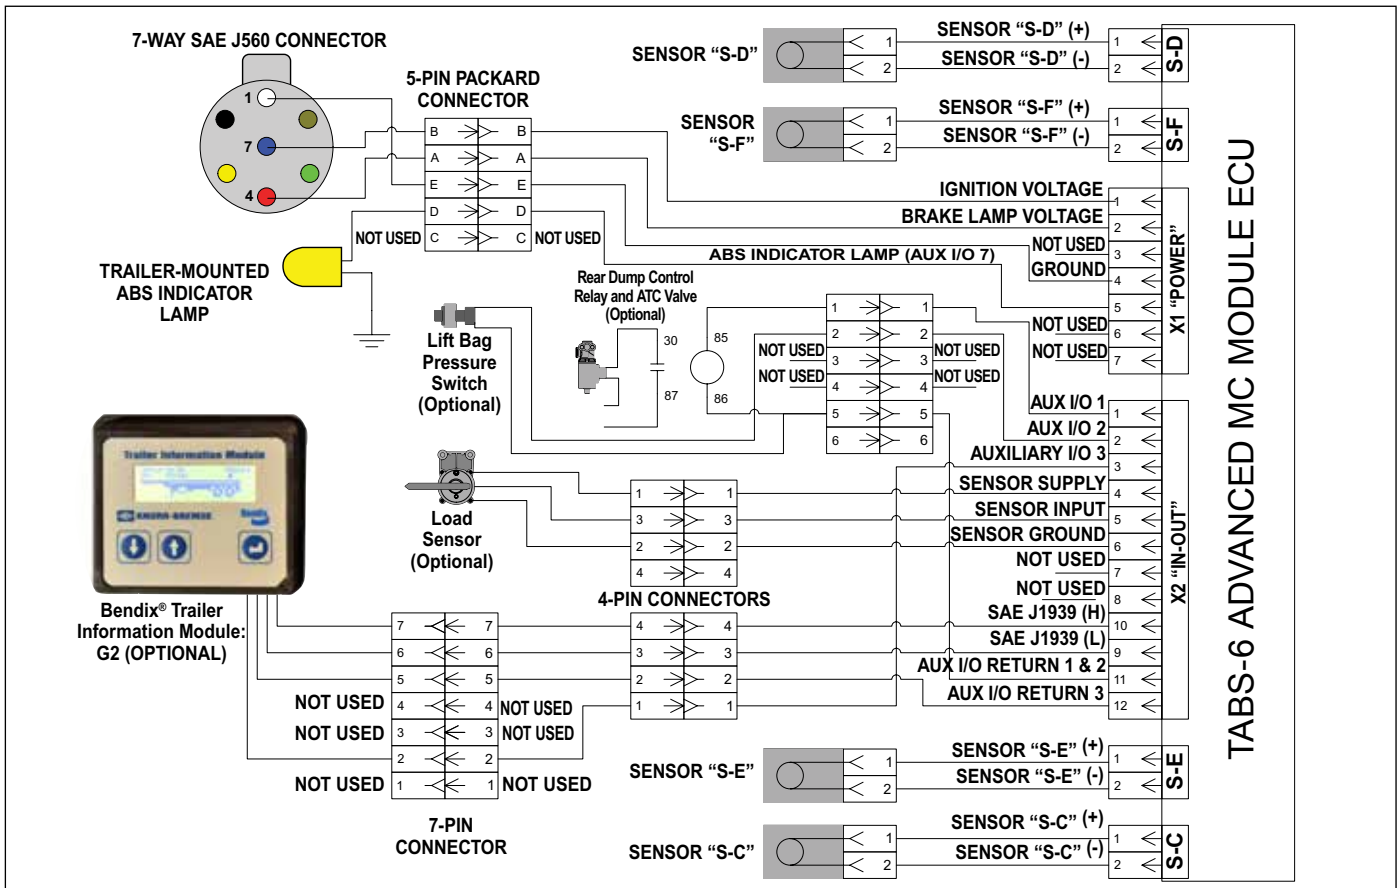 7-WAY SAE J560 CONNECTOR
1
7
4
5-PIN PACKARD
CONNECTOR
B B
A A
E E
D D
NOT USED C C NOT USED
TRAILER-MOUNTED
ABS INDICATOR
LAMP
SENSOR “S-D”
1 SENSOR “S-D” (+) 1
2 SENSOR “S-D” (-) 2
S-D
SENSOR
“S-F”
1 SENSOR “S-F” (+) 1
2 SENSOR “S-F” (-) 2
S-F
IGNITION VOLTAGE 1
BRAKE LAMP VOLTAGE 2
NOT USED 3
GROUND 4
ABS INDICATOR LAMP (AUX I/O 7) 5
NOT USED 6
NOT USED 7
X1 “POWER”
TABS-6 ADVANCED MC MODULE ECU
Rear Dump Control
Relay and ATC Valve
(Optional)
30
87
85
86
Lift Bag
Pressure
Switch
(Optional)
1 1
2 2
NOT USED 3 3 NOT USED
NOT USED 4 4 NOT USED
5 5
6 6
AUX I/O 1 1
AUX I/O 2 2
AUXILIARY I/O 3 3
SENSOR SUPPLY 4
SENSOR INPUT 5
SENSOR GROUND 6
NOT USED 7
NOT USED 8
SAE J1939 (H) 10
SAE J1939 (L) 9
AUX I/O RETURN 1 & 2 11
AUX I/O RETURN 3 12
X2 “IN-OUT”
Load
Sensor
(Optional)
1 1
3 3
2 2
4 4
4-PIN CONNECTORS
4 4
3 3
2 2
1 1
Trailer Information Module
KNORR-BREMSE
Bendix
Bendix® Trailer
Information Module:
G2 (OPTIONAL)
7 7
6 6
5 5
NOT USED 4 4 NOT USED
NOT USED 3 3 NOT USED
2 2
NOT USED 1 1 NOT USED
7-PIN
CONNECTOR
SENSOR “S-E”
1 SENSOR “S-E” (+) 1
2 SENSOR “S-E” (-) 2
S-E
SENSOR “S-C”
1 SENSOR “S-C” (+) 1
2 SENSOR “S-C” (-) 2
S-C